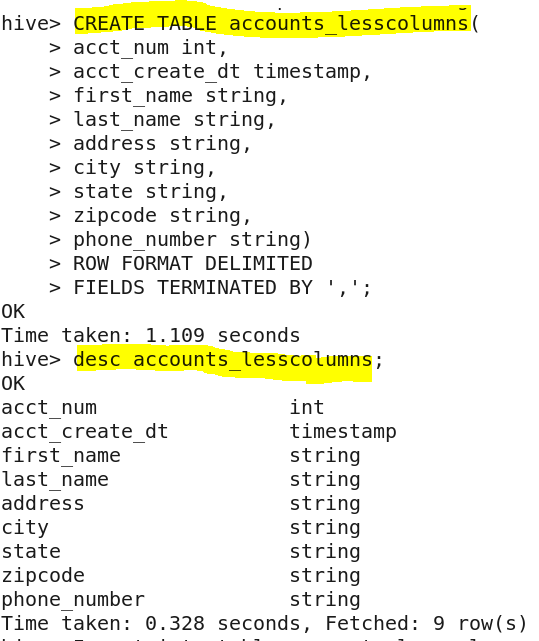 hive> CREATE TABLE accounts_lesscolumns(
    > acct_num int,
    > acct_create_dt timestamp,
    > first_name string,
    > last_name string,
    > address string,
    > city string,
    > state string,
    > zipcode string,
    > phone_number string)
    > ROW FORMAT DELIMITED
    > FIELDS TERMINATED BY ',';
OK
Time taken: 1.109 seconds
hive> desc accounts_lesscolumns;
OK
acct_num                int
acct_create_dt          timestamp
first_name              string
last_name               string
address                 string
city                    string
state                   string
zipcode                 string
phone_number            string
Time taken: 0.328 seconds, Fetched: 9 row(s)